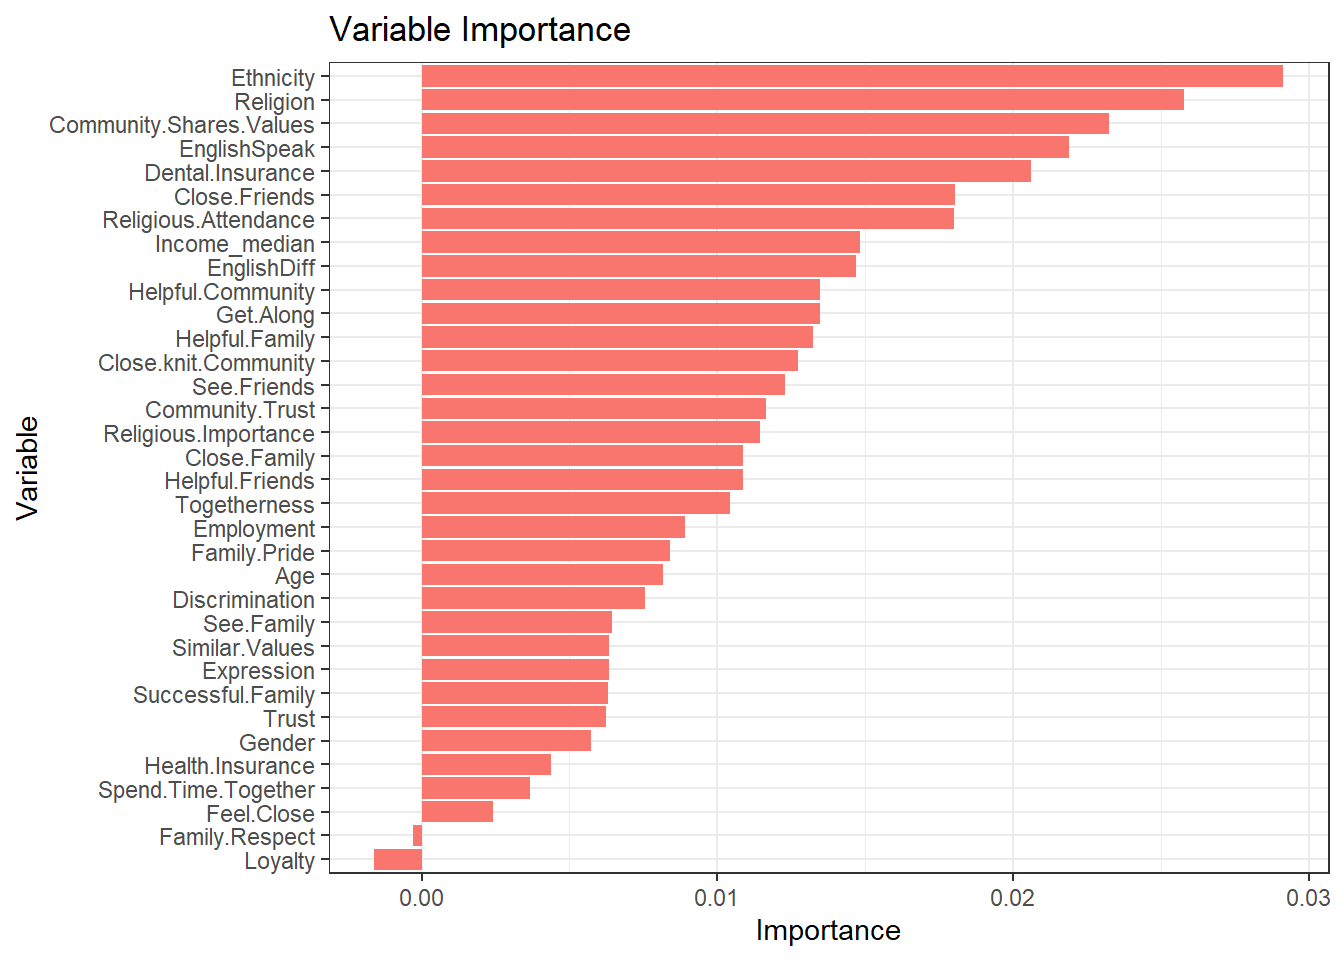 Variable Importance
Ethnicity
Religion
Community.Shares.Values
EnglishSpeak
Dental.Insurance
Close.Friends
Religious.Attendance
Income_median
EnglishDiff
Helpful.Community
Get.Along
Helpful.Family
Close.knit.Community
See.Friends
Community.Trust
Religious.Importance
Close.Family
Helpful.Friends
Togetherness
Employment
Family.Pride
Age
Discrimination
See.Family
Similar.Values
Expression
Successful.Family
Trust
Gender
Health.Insurance
Spend.Time.Together
Feel.Close
Family.Respect
Loyalty
Variable
0.00 0.01 0.02 0.03
Importance